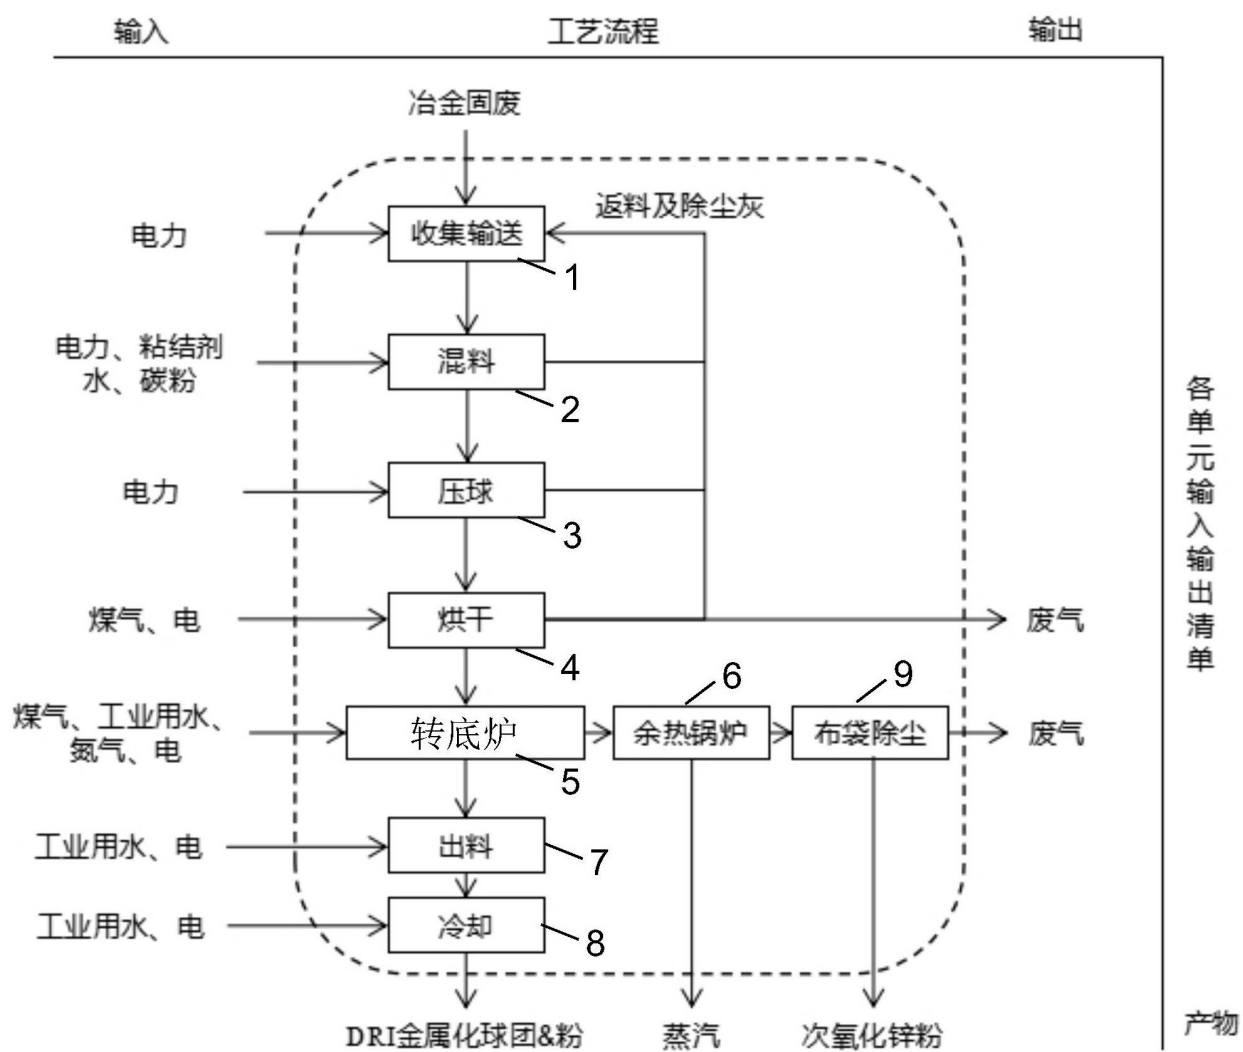 输入
工艺流程
输出
冶金固废
返料及除尘灰
电力
收集输送
1
电力、粘结剂
水、碳粉
混料
2
电力
压球
3
煤气、电
烘干
废气
4
6
9
煤气、工业用水、
氮气、电
转底炉
余热锅炉
布袋除尘
废气
5
工业用水、电
出料
7
工业用水、电
冷却
8
DRI金属化球团&粉
蒸汽
次氧化锌粉
各单元输入输出清单
产物